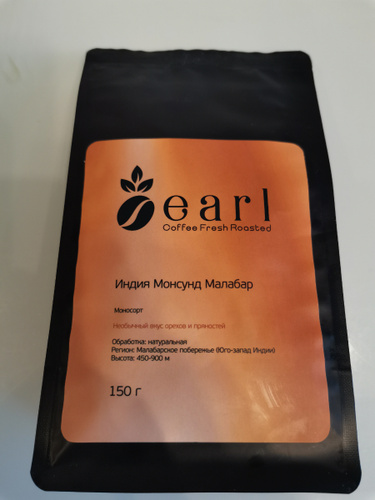 earl
Coffee Fresh Roasted
Индия Монсунд Малабар
Моносорт
Необычный вкус орехов и пряностей
Обработка: натуральная
Регион: Малабарское поберенье (Юго-запад Индии)
Высота: 450-900 м
150 г